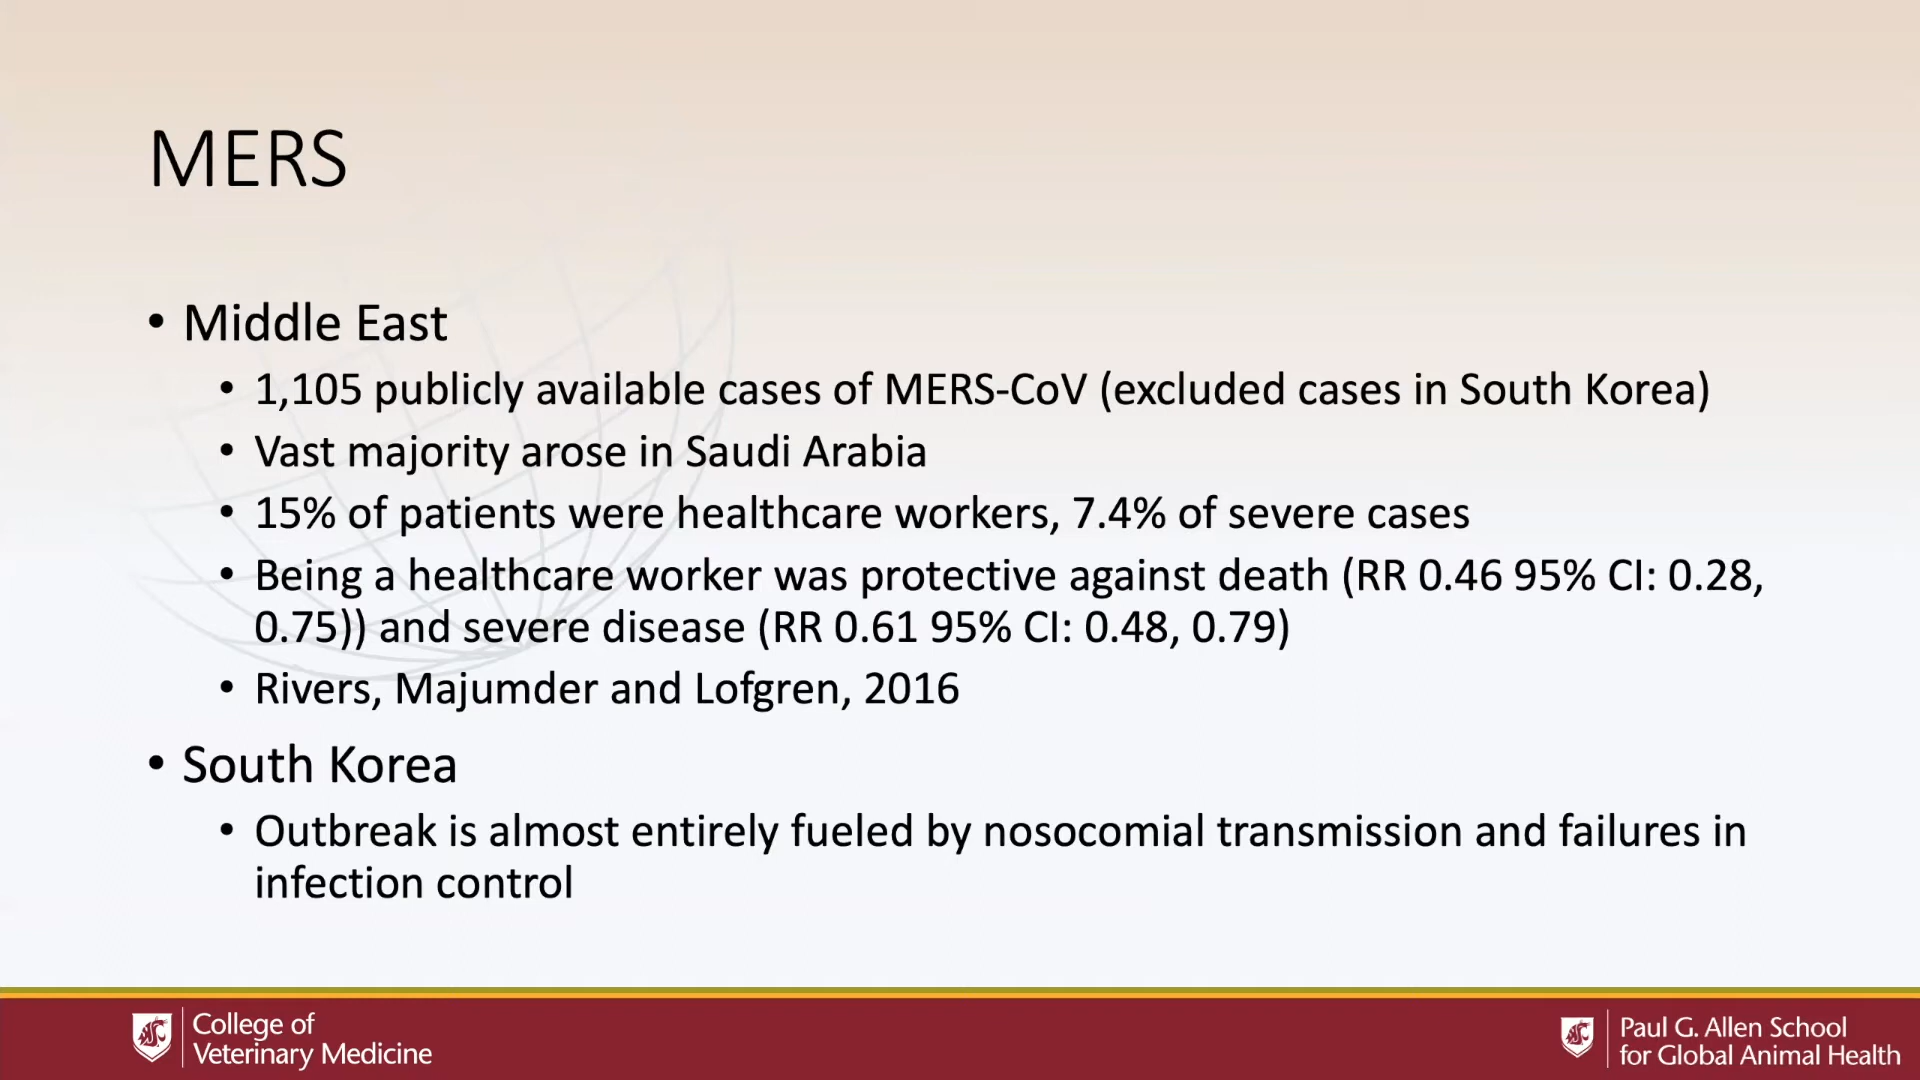 MERS
• Middle East
• 1,105 publicly available cases of MERS-CoV (excluded cases in South Korea)
• Vast majority arose in Saudi Arabia
• 15% of patients were healthcare workers, 7.4% of severe cases
• Being a healthcare worker was protective against death (RR 0.46 95% CI: 0.28,
0.75)) and severe disease (RR 0.61 95% CI: 0.48, 0.79)
• Rivers, Majumder and Lofgren, 2016
• South Korea
• Outbreak is almost entirely fueled by nosocomial transmission and failures in
infection control
College of
Veterinary Medicine
Paul G. Allen School
for Global Animal Health